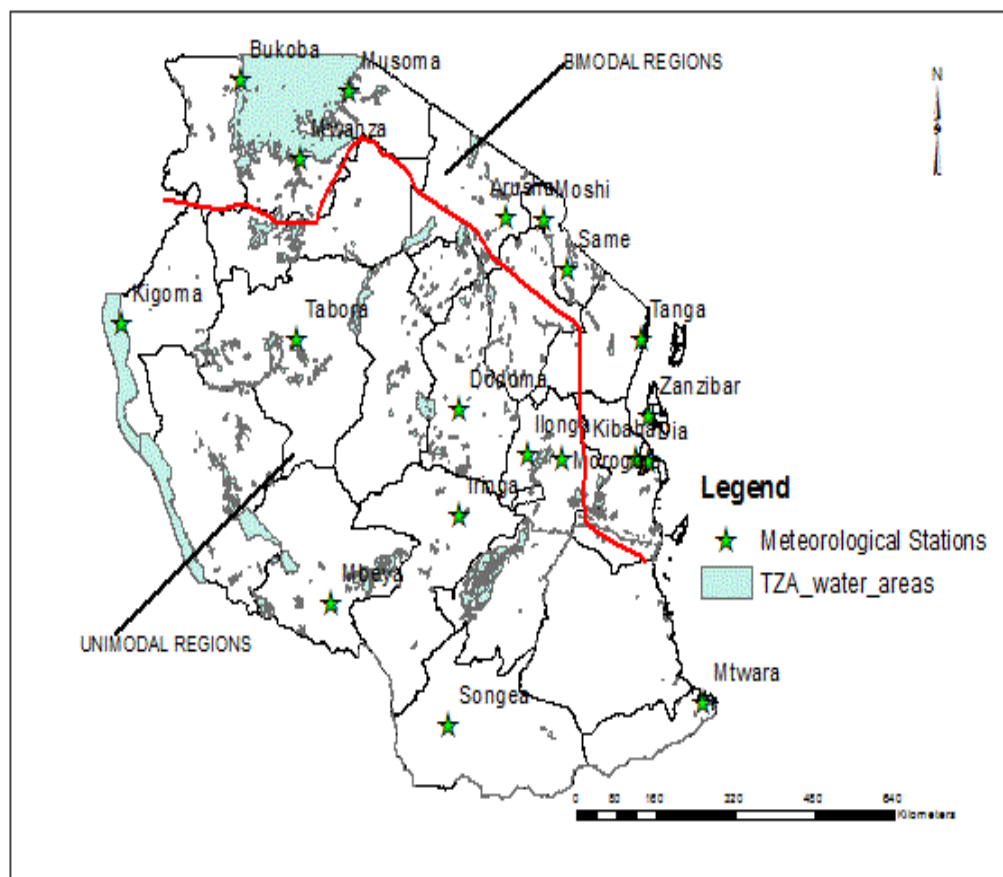 Bukoba
Musoma
BIMODAL REGIONS
N
Mwanza
Arusha
Moshi
Same
Kigoma
Tabora
Tanga
Dodoma
Zanzibar
Ilonga
Kibaha
Dia
Morogoro
Iringa
Legend
Meteorological Stations
Mbeya
TZA_water_areas
UNIMODAL REGIONS
Mtwara
Songea
0 80 160 320 480 640
Kilometers